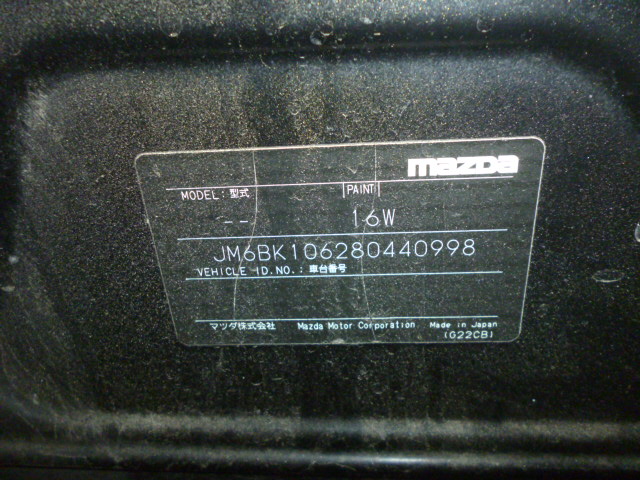 mazda
MODEL : 型式 PAINT
-- 16W
JM6BK106280440998
VEHICLE ID.NO. : 車台番号
マツダ株式会社 Mazda Motor Corporation Made in Japan
(G22CB)